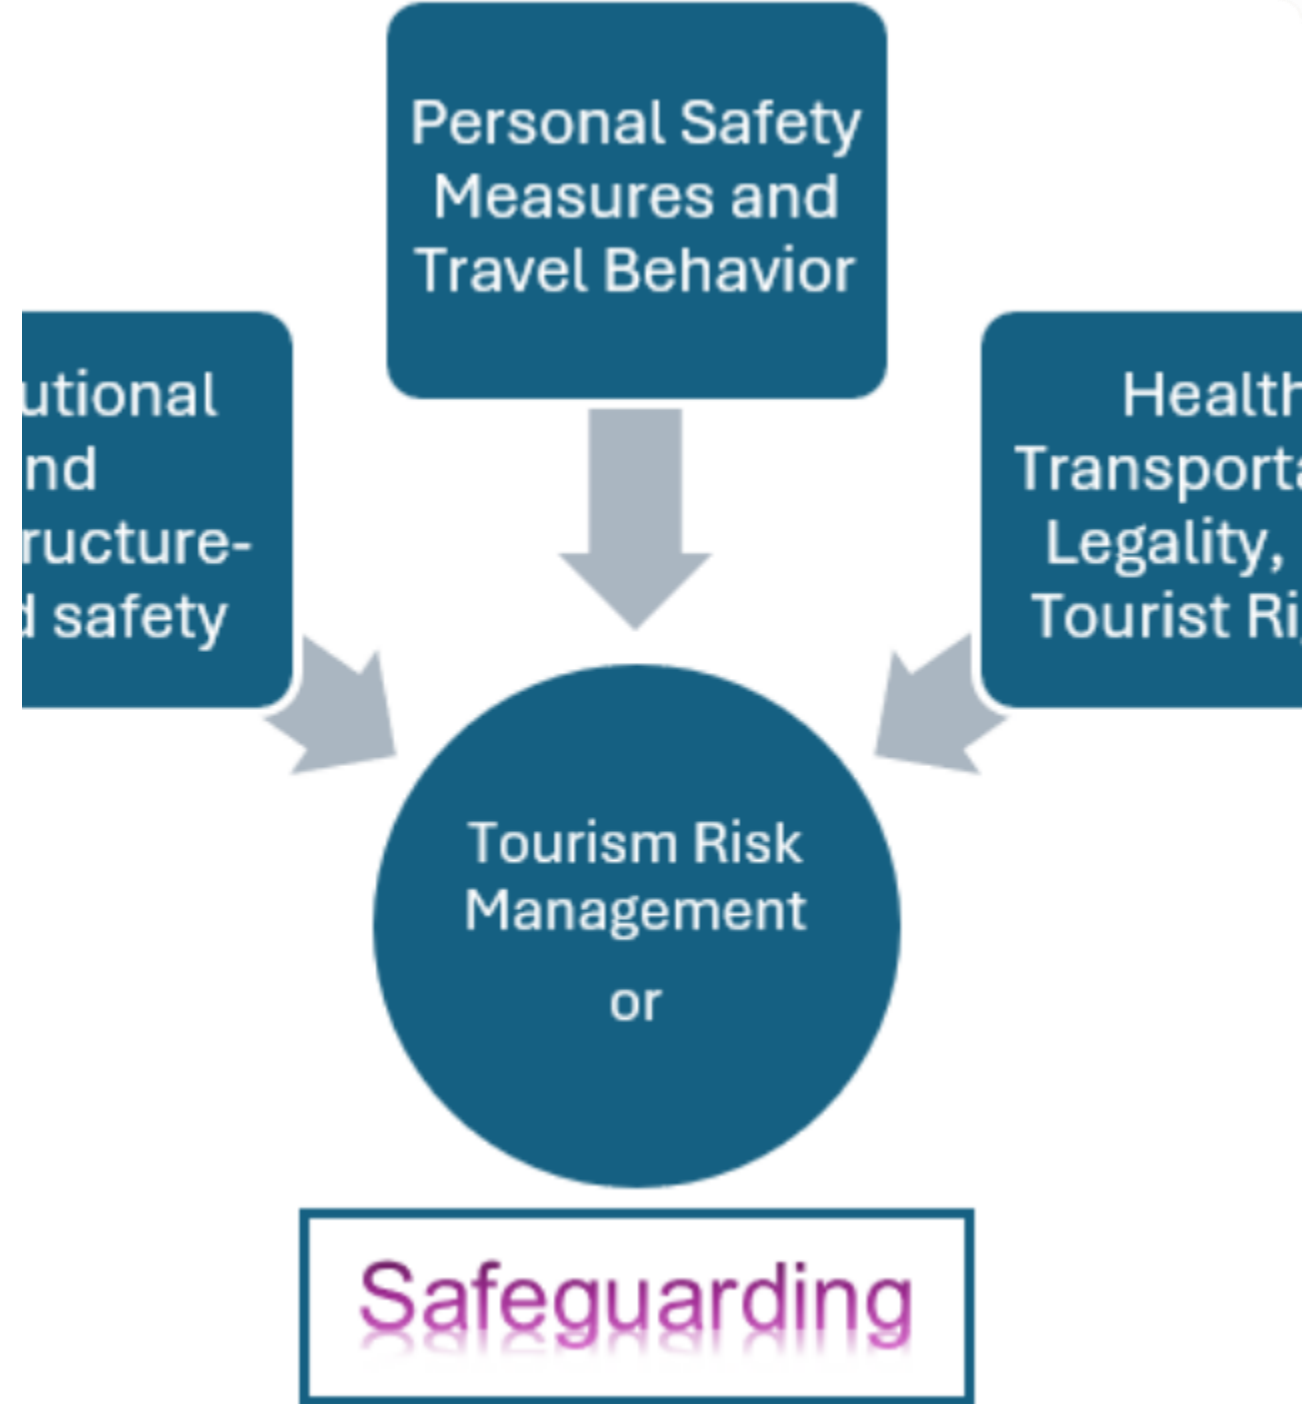 Personal Safety
Measures and
Travel Behavior
utional
nd
ructure-
d safety
Health
Transporta
Legality,
Tourist Ri
Tourism Risk
Management
or
Safeguarding